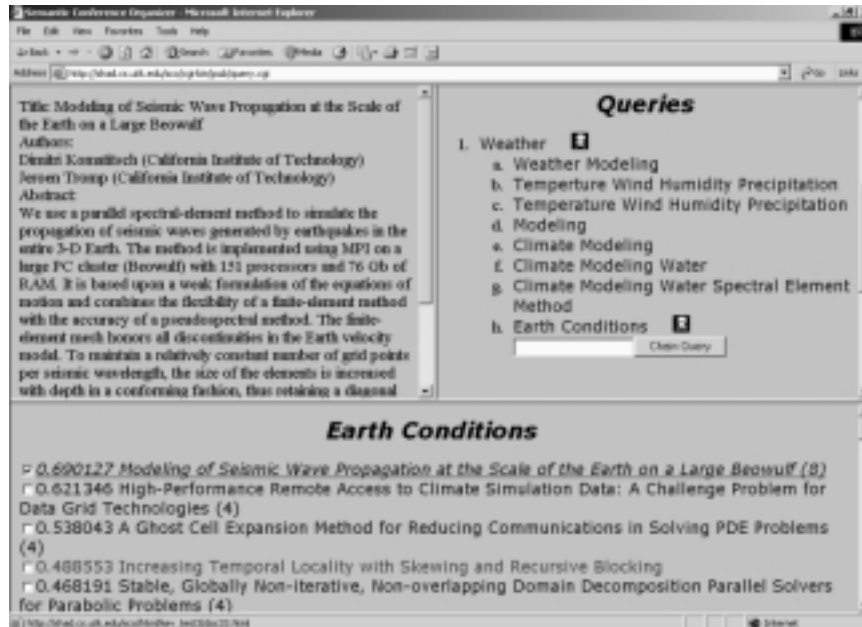 Semantic Conference Organizer - Microsoft Internet Explorer
File Edit View Favorites Tools Help
Back Search Favorites Media
Address Go Links
Title: Modeling of Seismic Wave Propagation at the Scale of
the Earth on a Large Beowulf
Authors:
Dimitri Komatitsch (California Institute of Technology)
Jeroen Tromp (California Institute of Technology)
Abstract:
We use a parallel spectral-element method to simulate the
propagation of seismic waves generated by earthquakes in the
entire 3-D Earth. The method is implemented using MPI on a
large PC cluster (Beowulf) with 151 processors and 76 Gb of
RAM. It is based upon a weak formulation of the equations of
motion and combines the flexibility of a finite-element method
with the accuracy of a pseudospectral method. The finite-
element mesh honors all discontinuities in the Earth velocity
model. To maintain a relatively constant number of grid points
per seismic wavelength, the size of the elements is increased
with depth in a conforming fashion, thus retaining a diagonal
Queries
1. Weather
a. Weather Modeling
b. Temperture Wind Humidity Precipitation
c. Temperature Wind Humidity Precipitation
d. Modeling
e. Climate Modeling
f. Climate Modeling Water
g. Climate Modeling Water Spectral Element
Method
h. Earth Conditions
Chain Query
Earth Conditions
0.690127 Modeling of Seismic Wave Propagation at the Scale of the Earth on a Large Beowulf (8)
0.621346 High-Performance Remote Access to Climate Simulation Data: A Challenge Problem for
Data Grid Technologies (4)
0.538043 A Ghost Cell Expansion Method for Reducing Communications in Solving PDE Problems
(4)
0.488553 Increasing Temporal Locality with Skewing and Recursive Blocking
0.468191 Stable, Globally Non-iterative, Non-overlapping Domain Decomposition Parallel Solvers
for Parabolic Problems (4)
Internet